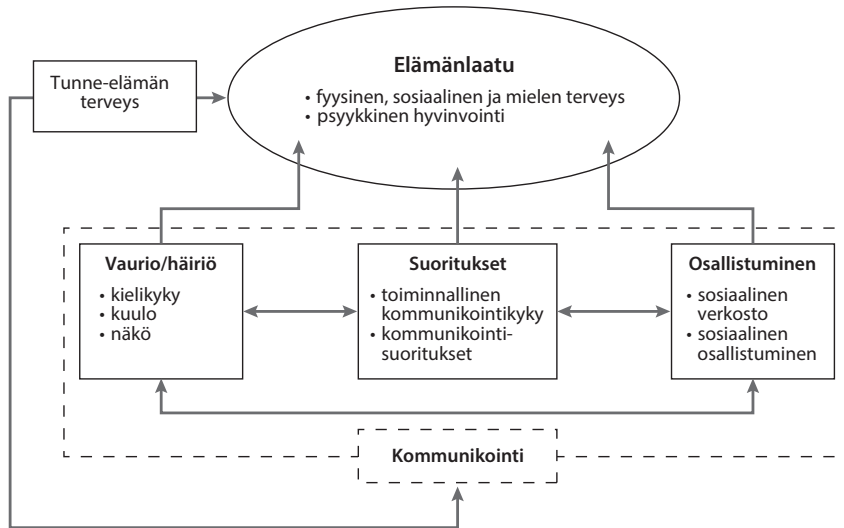 Elämänlaatu
• fyysinen, sosiaalinen ja mielen terveys
• psyykkinen hyvinvointi
Tunne-elämän
terveys
Vaurio/häiriö
• kielikyky
• kuulo
• näkö
Suoritukset
• toiminnallinen
kommunikointikyky
• kommunikointi-
suoritukset
Osallistuminen
• sosiaalinen
verkosto
• sosiaalinen
osallistuminen
Kommunikointi